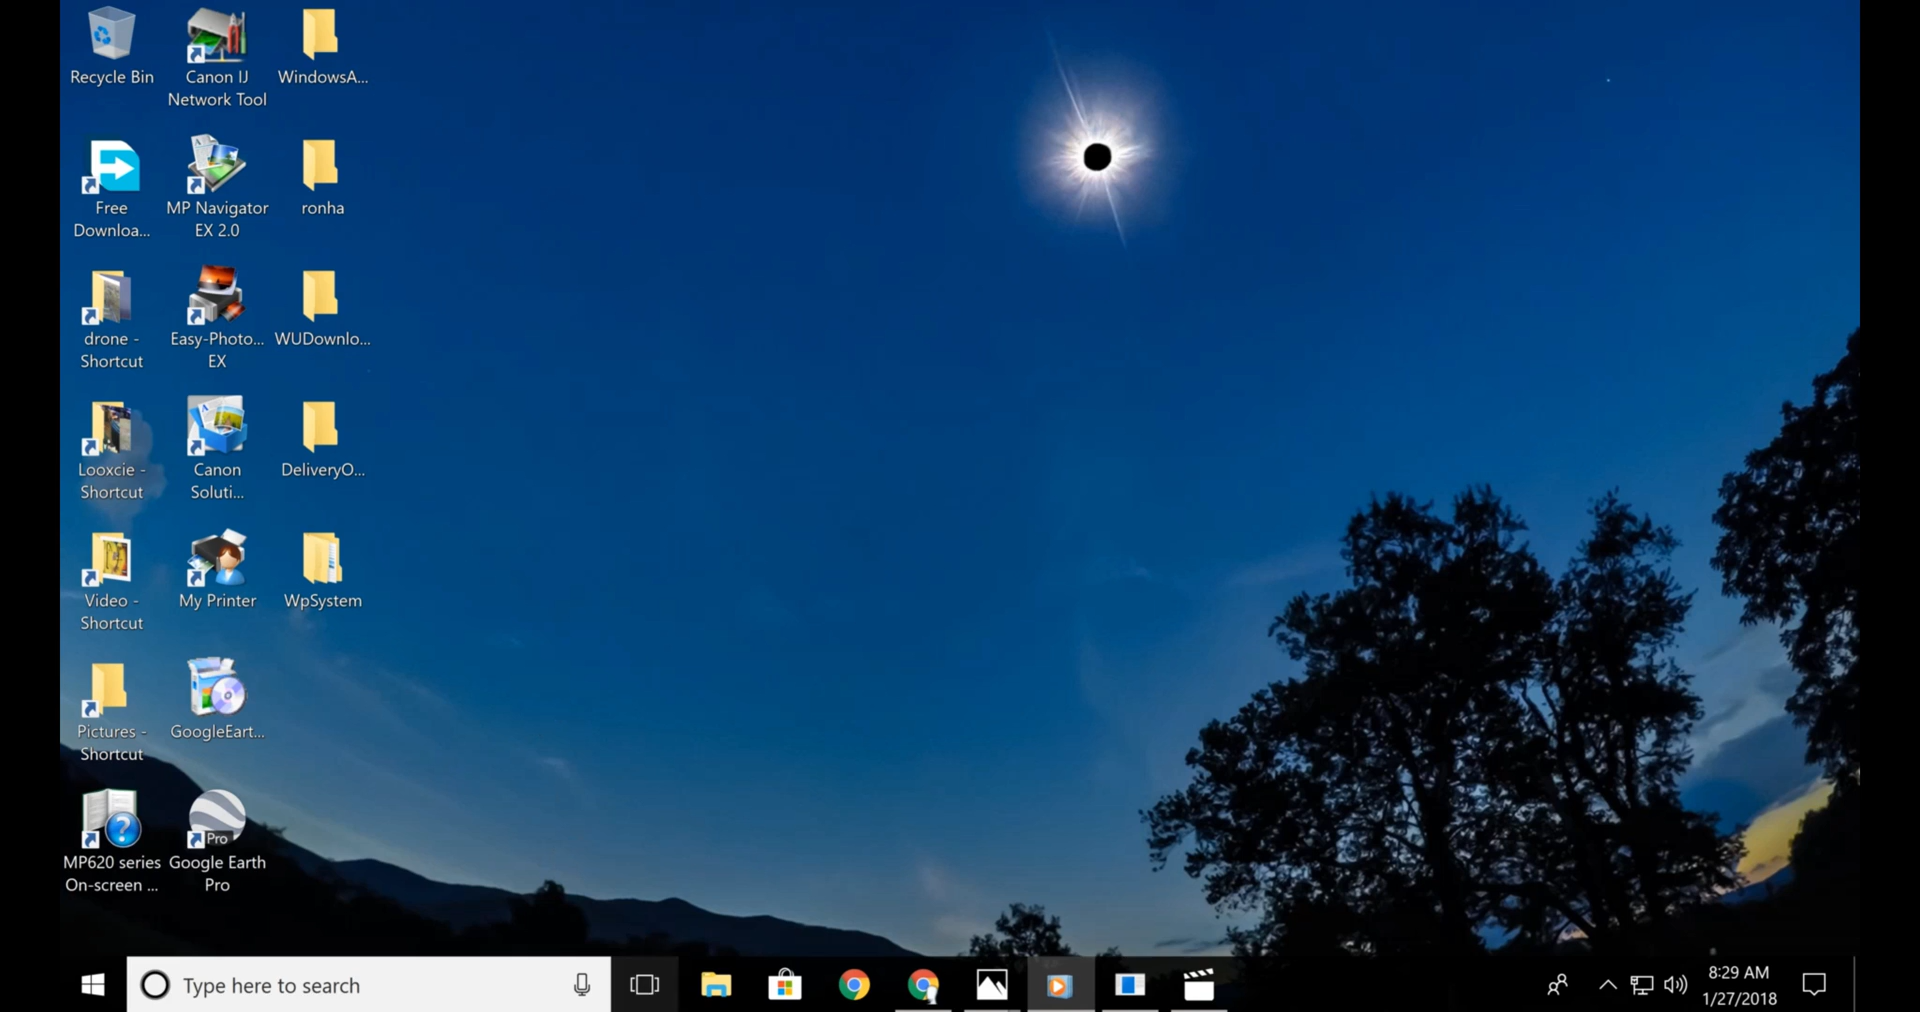 Recycle Bin
Canon IJ
Network Tool
WindowsA...
Free
Downloa...
MP Navigator
EX 2.0
ronha
drone -
Shortcut
Easy-Photo...
EX
WUDownlo...
Looxcie -
Shortcut
Canon
Soluti...
DeliveryO...
Video -
Shortcut
My Printer
WpSystem
Pictures -
Shortcut
GoogleEart...
MP620 series
On-screen ...
Pro
Google Earth
Pro
Type here to search
8:29 AM
1/27/2018